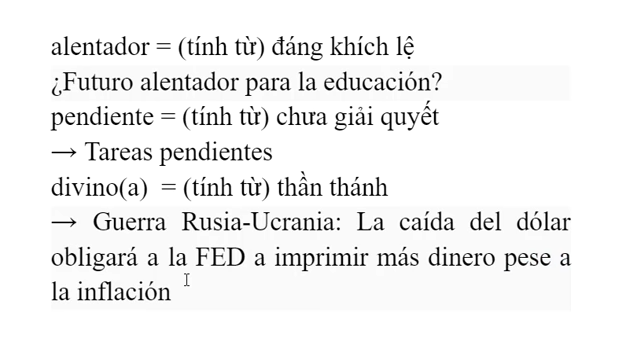 alentador = (tính từ) đáng khích lệ
¿Futuro alentador para la educación?
pendiente = (tính từ) chưa giải quyết
→ Tareas pendientes
divino(a) = (tính từ) thần thánh
→ Guerra Rusia-Ucrania: La caída del dólar
obligará a la FED a imprimir más dinero pese a
la inflación